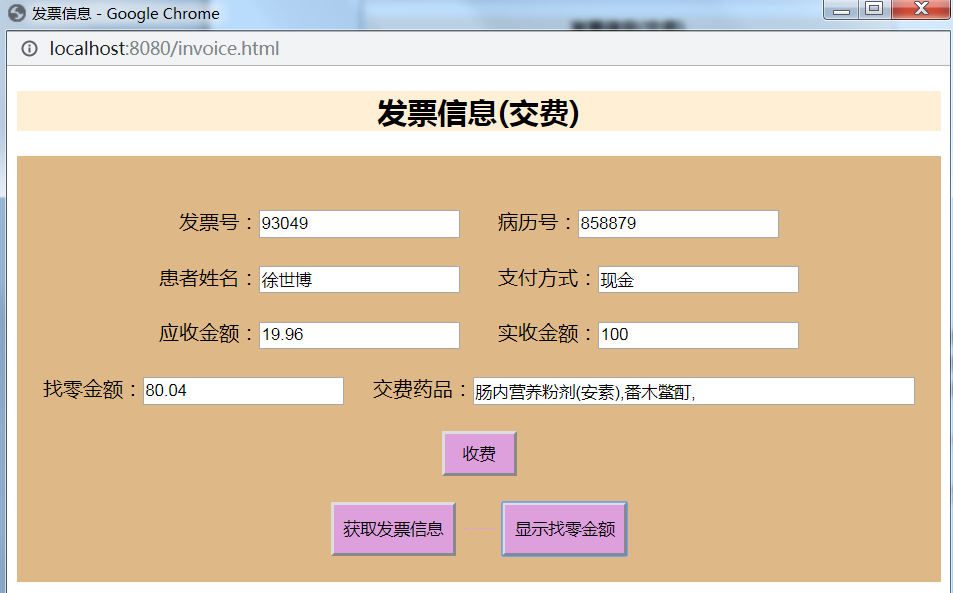 发票信息 - Google Chrome
localhost:8080/invoice.html
发票信息(交费)
发票号：93049 病历号：858879
患者姓名：徐世博 支付方式：现金
应收金额：19.96 实收金额：100
找零金额：80.04 交费药品：肠内营养粉剂(安素),番木鳖酊,
收费
获取发票信息 ------ 显示找零金额